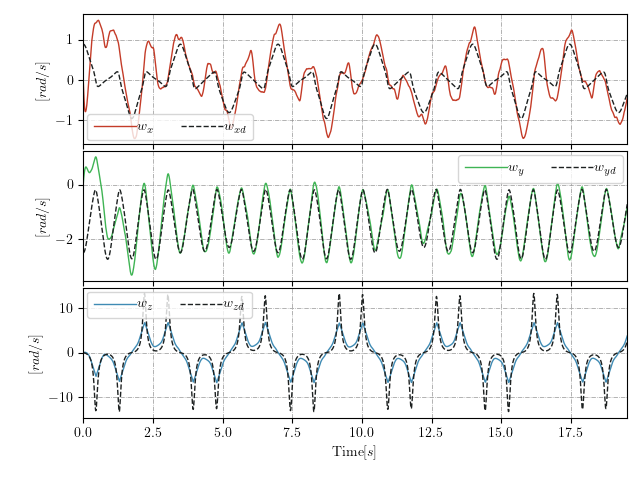 1
0
−1
[rad/s]
w_x w_xd
0
−2
[rad/s]
w_y w_yd
10
0
−10
[rad/s]
w_z w_zd
0.0 2.5 5.0 7.5 10.0 12.5 15.0 17.5
Time[s]